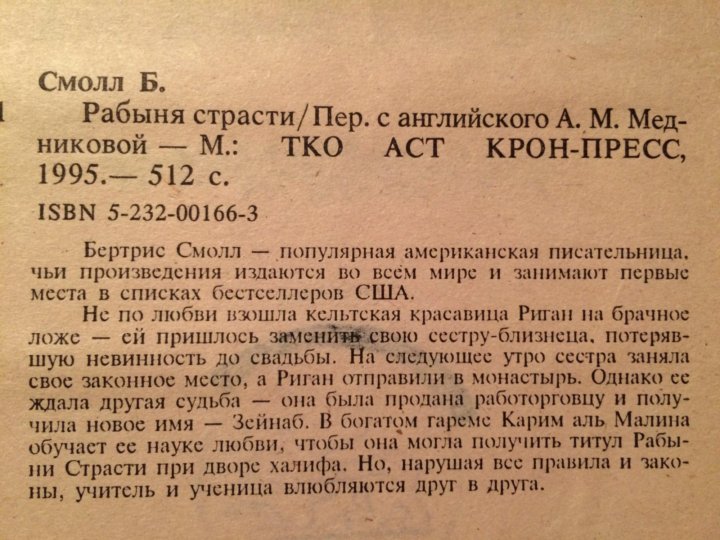 Смолл Б.
Рабыня страсти/Пер. с английского А. М. Мед-
никовой — М.: ТКО АСТ КРОН-ПРЕСС,
1995.— 512 с.
ISBN 5-232-00166-3
Бертрис Смолл — популярная американская писательница,
чьи произведения издаются во всем мире и занимают первые
места в списках бестселлеров США.
Не по любви взошла кельтская красавица Риган на брачное
ложе — ей пришлось заменить свою сестру-близнеца, потеряв-
шую невинность до свадьбы. На следующее утро сестра заняла
свое законное место, а Риган отправили в монастырь. Однако ее
ждала другая судьба — она была продана работорговцу и полу-
чила новое имя — Зейнаб. В богатом гареме Карим аль Малина
обучает ее науке любви, чтобы она могла получить титул Рабы-
ни Страсти при дворе халифа. Но, нарушая все правила и зако-
ны, учитель и ученица влюбляются друг в друга.